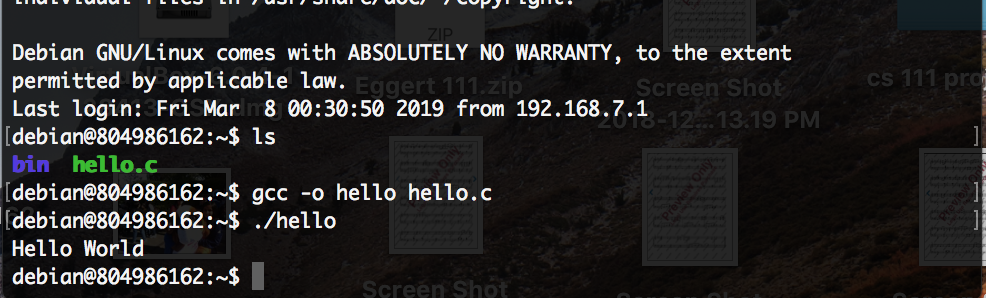 individual files in /usr/share/doc/*/copyright.
ZIP
Debian GNU/Linux comes with ABSOLUTELY NO WARRANTY, to the extent
permitted by applicable law.
Eggert 111.zip
Screen Shot
cs 111 pro
Last login: Fri Mar  8 00:30:50 2019 from 192.168.7.1
2018-12...13.19 PM
[debian@804986162:~$ ls ]
bin  hello.c
[debian@804986162:~$ gcc -o hello hello.c ]
[debian@804986162:~$ ./hello ]
Hello World
debian@804986162:~$
Screen Shot